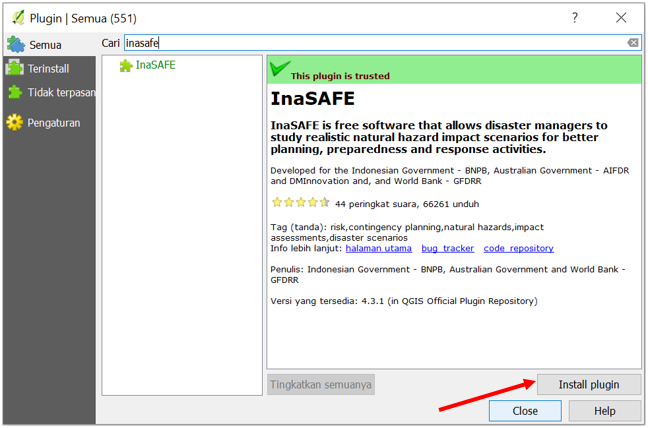 Plugin | Semua (551)
Semua
Terinstall
Tidak terpasan
Pengaturan
Cari inasafe
InaSAFE
This plugin is trusted
InaSAFE
InaSAFE is free software that allows disaster managers to
study realistic natural hazard impact scenarios for better
planning, preparedness and response activities.
Developed for the Indonesian Government - BNPB, Australian Government - AIFDR
and DMInnovation and, and World Bank - GFDRR
44 peringkat suara, 66261 unduh
Tag (tanda): risk,contingency planning,natural hazards,impact
assessments,disaster scenarios
Info lebih lanjut: halaman utama bug tracker code repository
Penulis: Indonesian Government - BNPB, Australian Government and World Bank -
GFDRR
Versi yang tersedia: 4.3.1 (in QGIS Official Plugin Repository)
Tingkatkan semuanya
Install plugin
Close
Help